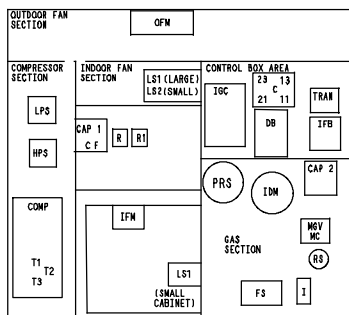 OUTDOOR FAN
SECTION
OFM
COMPRESSOR
SECTION
INDOOR FAN
SECTION
LS1(LARGE)
LS2(SMALL)
CONTROL BOX AREA
IGC
23 13
C
21 11
TRAN
LPS
DB
IFB
CAP 1
C F
R
R1
HPS
PRS
IDM
CAP 2
COMP
IFM
MGV
MC
T1
T2
T3
GAS
SECTION
RS
LS1
(SMALL
CABINET)
FS
I